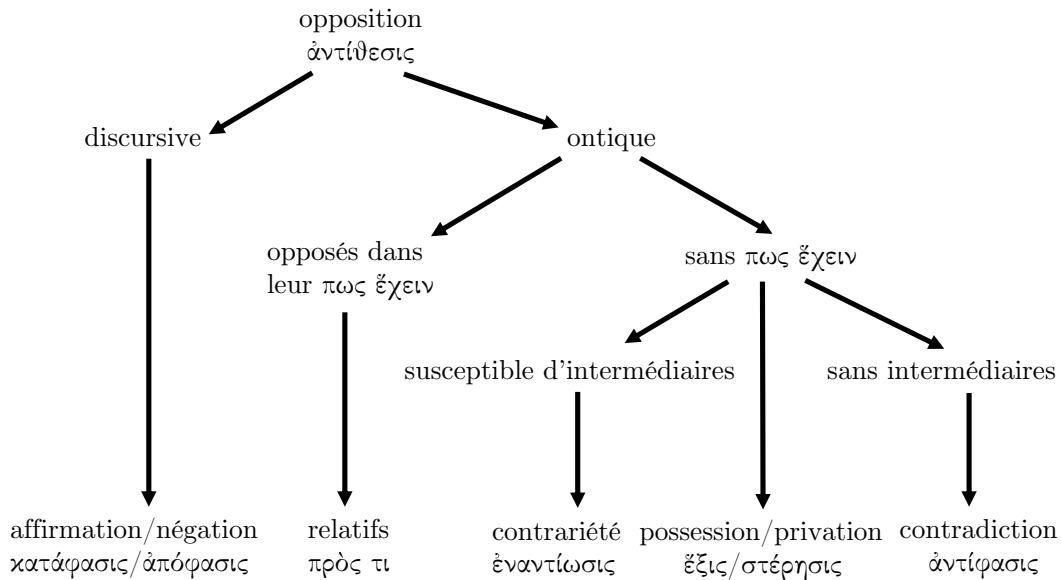 opposition
ἀντίθεσις
discursive
ontique
opposés dans
leur πως ἔχειν
sans πως ἔχειν
susceptible d'intermédiaires
sans intermédiaires
affirmation/négation
κατάφασις/ἀπόφασις
relatifs
πρὸς τι
contrariété
ἐναντίωσις
possession/privation
ἕξις/στέρησις
contradiction
ἀντίφασις